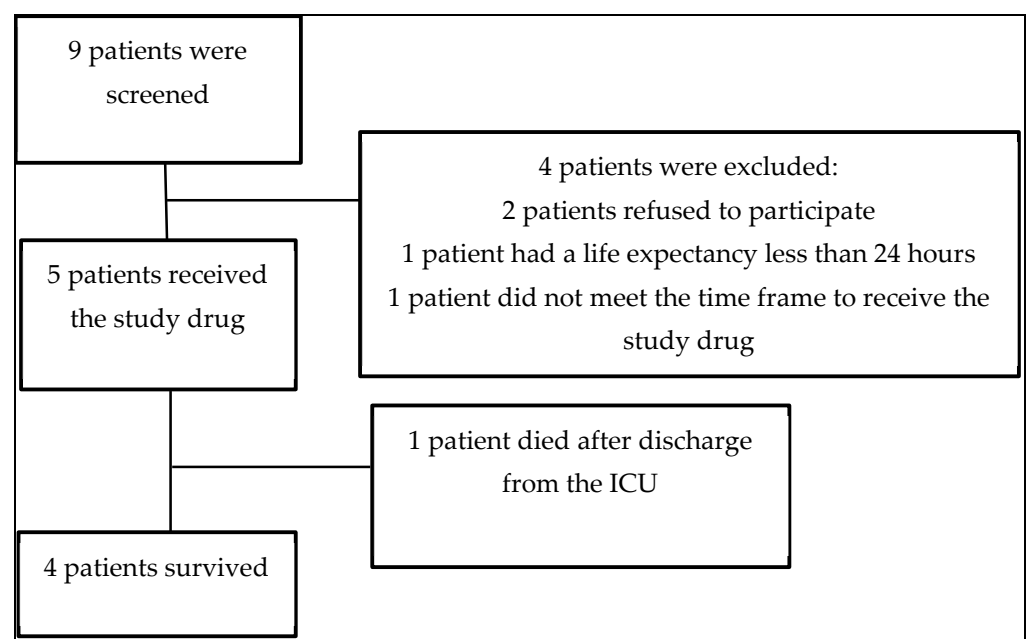 9 patients were
screened
4 patients were excluded:
2 patients refused to participate
1 patient had a life expectancy less than 24 hours
1 patient did not meet the time frame to receive the
study drug
5 patients received
the study drug
1 patient died after discharge
from the ICU
4 patients survived